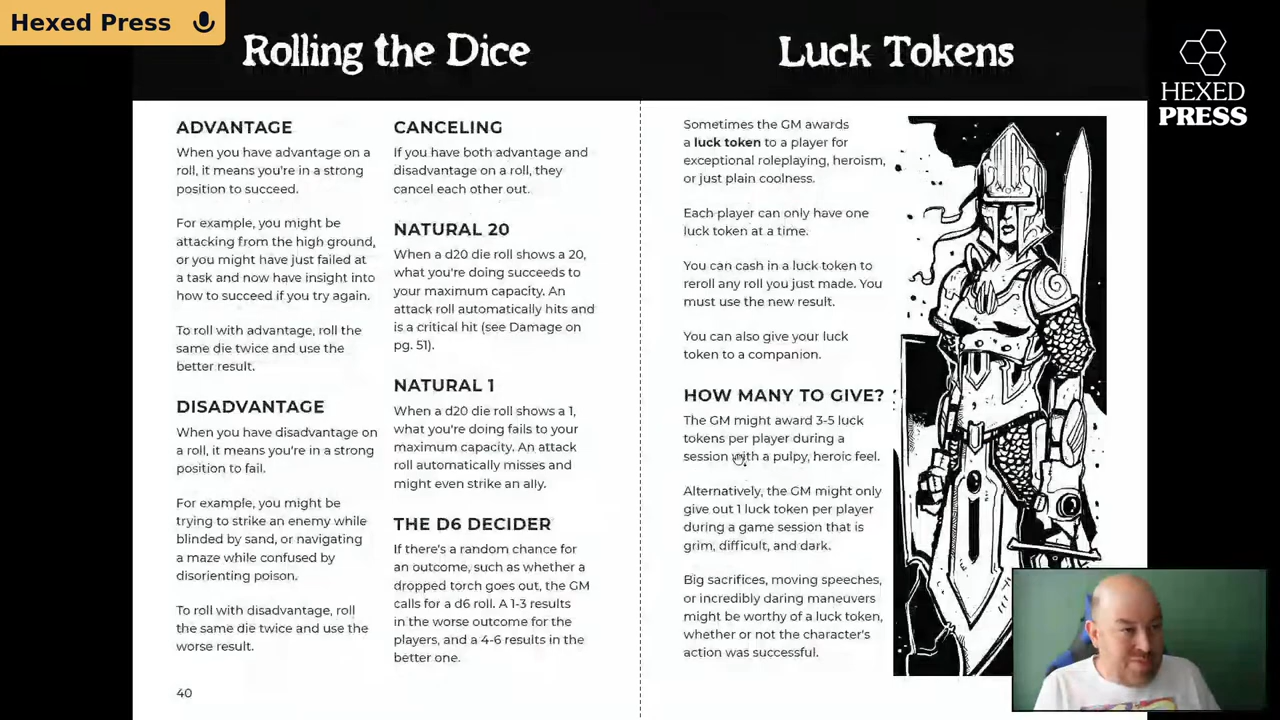 Hexed Press
HEXED
PRESS
Rolling the Dice
ADVANTAGE
When you have advantage on a
roll, it means you're in a strong
position to succeed.
For example, you might be
attacking from the high ground,
or you might have just failed at
a task and now have insight into
how to succeed if you try again.
To roll with advantage, roll the
same die twice and use the
better result.
DISADVANTAGE
When you have disadvantage on
a roll, it means you're in a strong
position to fail.
For example, you might be
trying to strike an enemy while
blinded by sand, or navigating
a maze while confused by
disorienting poison.
To roll with disadvantage, roll
the same die twice and use the
worse result.
40
CANCELING
If you have both advantage and
disadvantage on a roll, they
cancel each other out.
NATURAL 20
When a d20 die roll shows a 20,
what you're doing succeeds to
your maximum capacity. An
attack roll automatically hits and
is a critical hit (see Damage on
pg. 51).
NATURAL 1
When a d20 die roll shows a 1,
what you're doing fails to your
maximum capacity. An attack
roll automatically misses and
might even strike an ally.
THE D6 DECIDER
If there's a random chance for
an outcome, such as whether a
dropped torch goes out, the GM
calls for a d6 roll. A 1-3 results
in the worse outcome for the
players, and a 4-6 results in the
better one.
Luck Tokens
Sometimes the GM awards
a luck token to a player for
exceptional roleplaying, heroism,
or just plain coolness.
Each player can only have one
luck token at a time.
You can cash in a luck token to
reroll any roll you just made. You
must use the new result.
You can also give your luck
token to a companion.
HOW MANY TO GIVE?
The GM might award 3-5 luck
tokens per player during a
session with a pulpy, heroic feel.
Alternatively, the GM might only
give out 1 luck token per player
during a game session that is
grim, difficult, and dark.
Big sacrifices, moving speeches,
or incredibly daring maneuvers
might be worthy of a luck token,
whether or not the character's
action was successful.